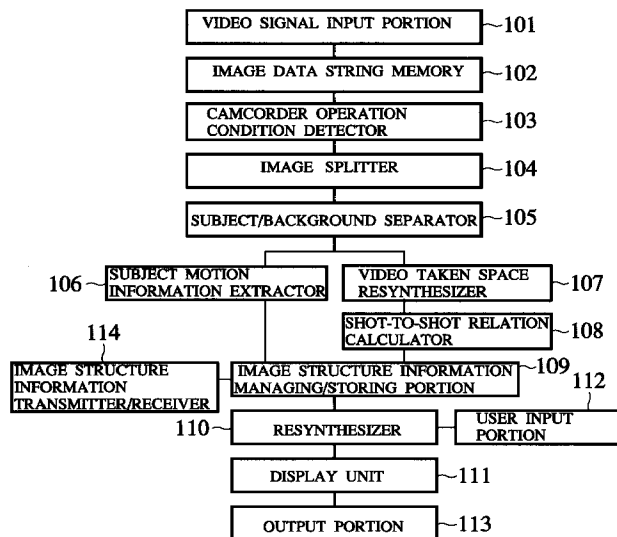 VIDEO SIGNAL INPUT PORTION
101
IMAGE DATA STRING MEMORY
102
CAMCORDER OPERATION
CONDITION DETECTOR
103
IMAGE SPLITTER
104
SUBJECT/BACKGROUND SEPARATOR
105
106
SUBJECT MOTION
INFORMATION EXTRACTOR
VIDEO TAKEN SPACE
RESYNTHESIZER
107
SHOT-TO-SHOT RELATION
CALCULATOR
108
114
IMAGE STRUCTURE
INFORMATION
TRANSMITTER/RECEIVER
IMAGE STRUCTURE INFORMATION
MANAGING/STORING PORTION
109
112
110
RESYNTHESIZER
USER INPUT
PORTION
DISPLAY UNIT
111
OUTPUT PORTION
113